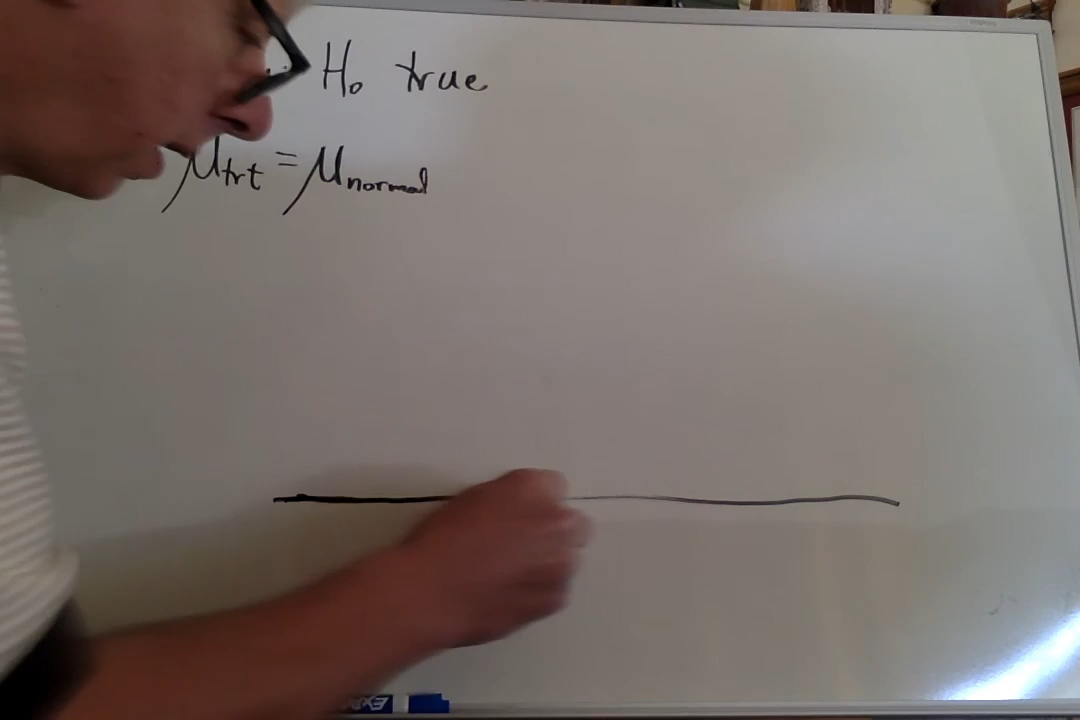 H₀ true
μtrt = μnormal